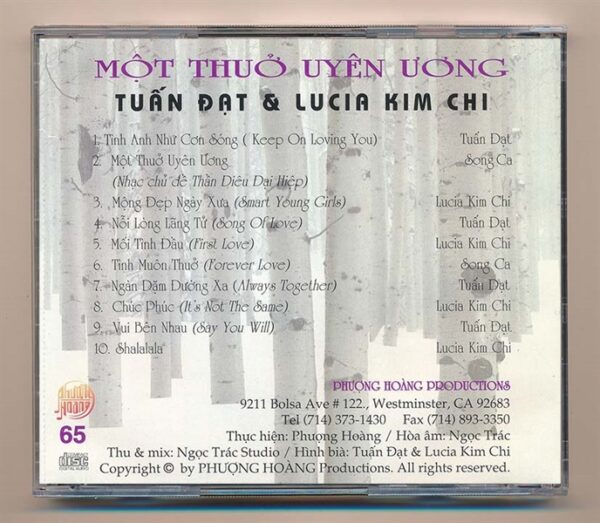 MỘT THUỞ UYÊN ƯƠNG
TUẤN ĐẠT & LUCIA KIM CHI
1. Tình Anh Như Cơn Sóng ( Keep On Loving You) Tuấn Đạt
2. Một Thuở Uyên Ương Song Ca
(Nhạc chủ đề Thần Điêu Đại Hiệp)
3. Mộng Đẹp Ngày Xưa (Smart Young Girls) Lucia Kim Chi
4. Nỗi Lòng Lãng Tử (Song Of Love) Tuấn Đạt
5. Mối Tình Đầu (First Love) Lucia Kim Chi
6. Tình Muôn Thuở (Forever Love) Song Ca
7. Ngàn Dặm Đường Xa (Always Together) Tuấn Đạt
8. Chúc Phúc (It's Not The Same) Lucia Kim Chi
9. Vui Bên Nhau (Say You Will) Tuấn Đạt
10. Shalalala Lucia Kim Chi
PHƯỢNG HOÀNG PRODUCTIONS
9211 Bolsa Ave # 122., Westminster, CA 92683
Tel (714) 373-1430 Fax (714) 893-3350
Thực hiện: Phượng Hoàng / Hòa âm: Ngọc Trác
Thu & mix: Ngọc Trác Studio / Hình bìa: Tuấn Đạt & Lucia Kim Chi
Copyright © by PHƯỢNG HOÀNG Productions. All rights reserved.
Phượng Hoàng
65
COMPACT
disc
DIGITAL AUDIO